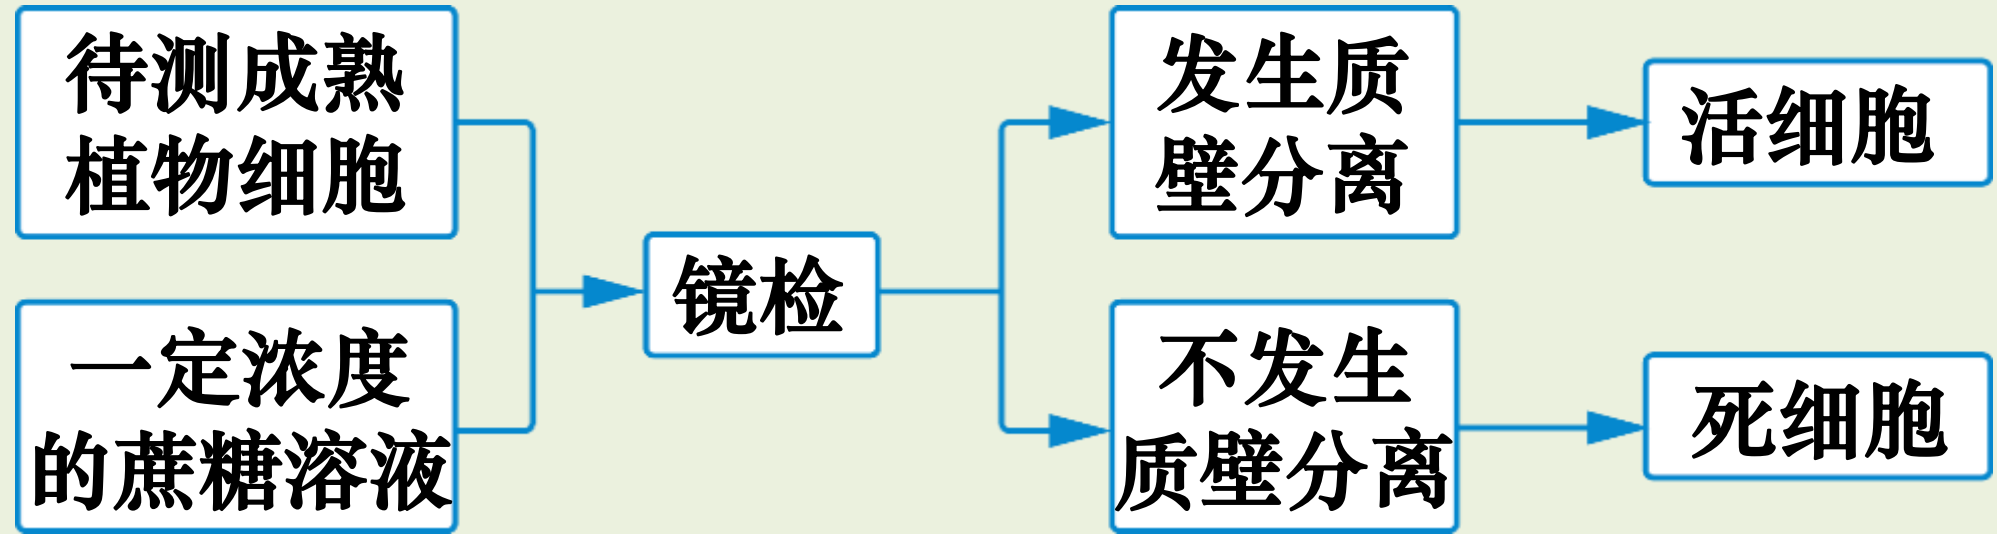 待测成熟
植物细胞
一定浓度
的蔗糖溶液
镜检
发生质
壁分离
不发生
质壁分离
活细胞
死细胞